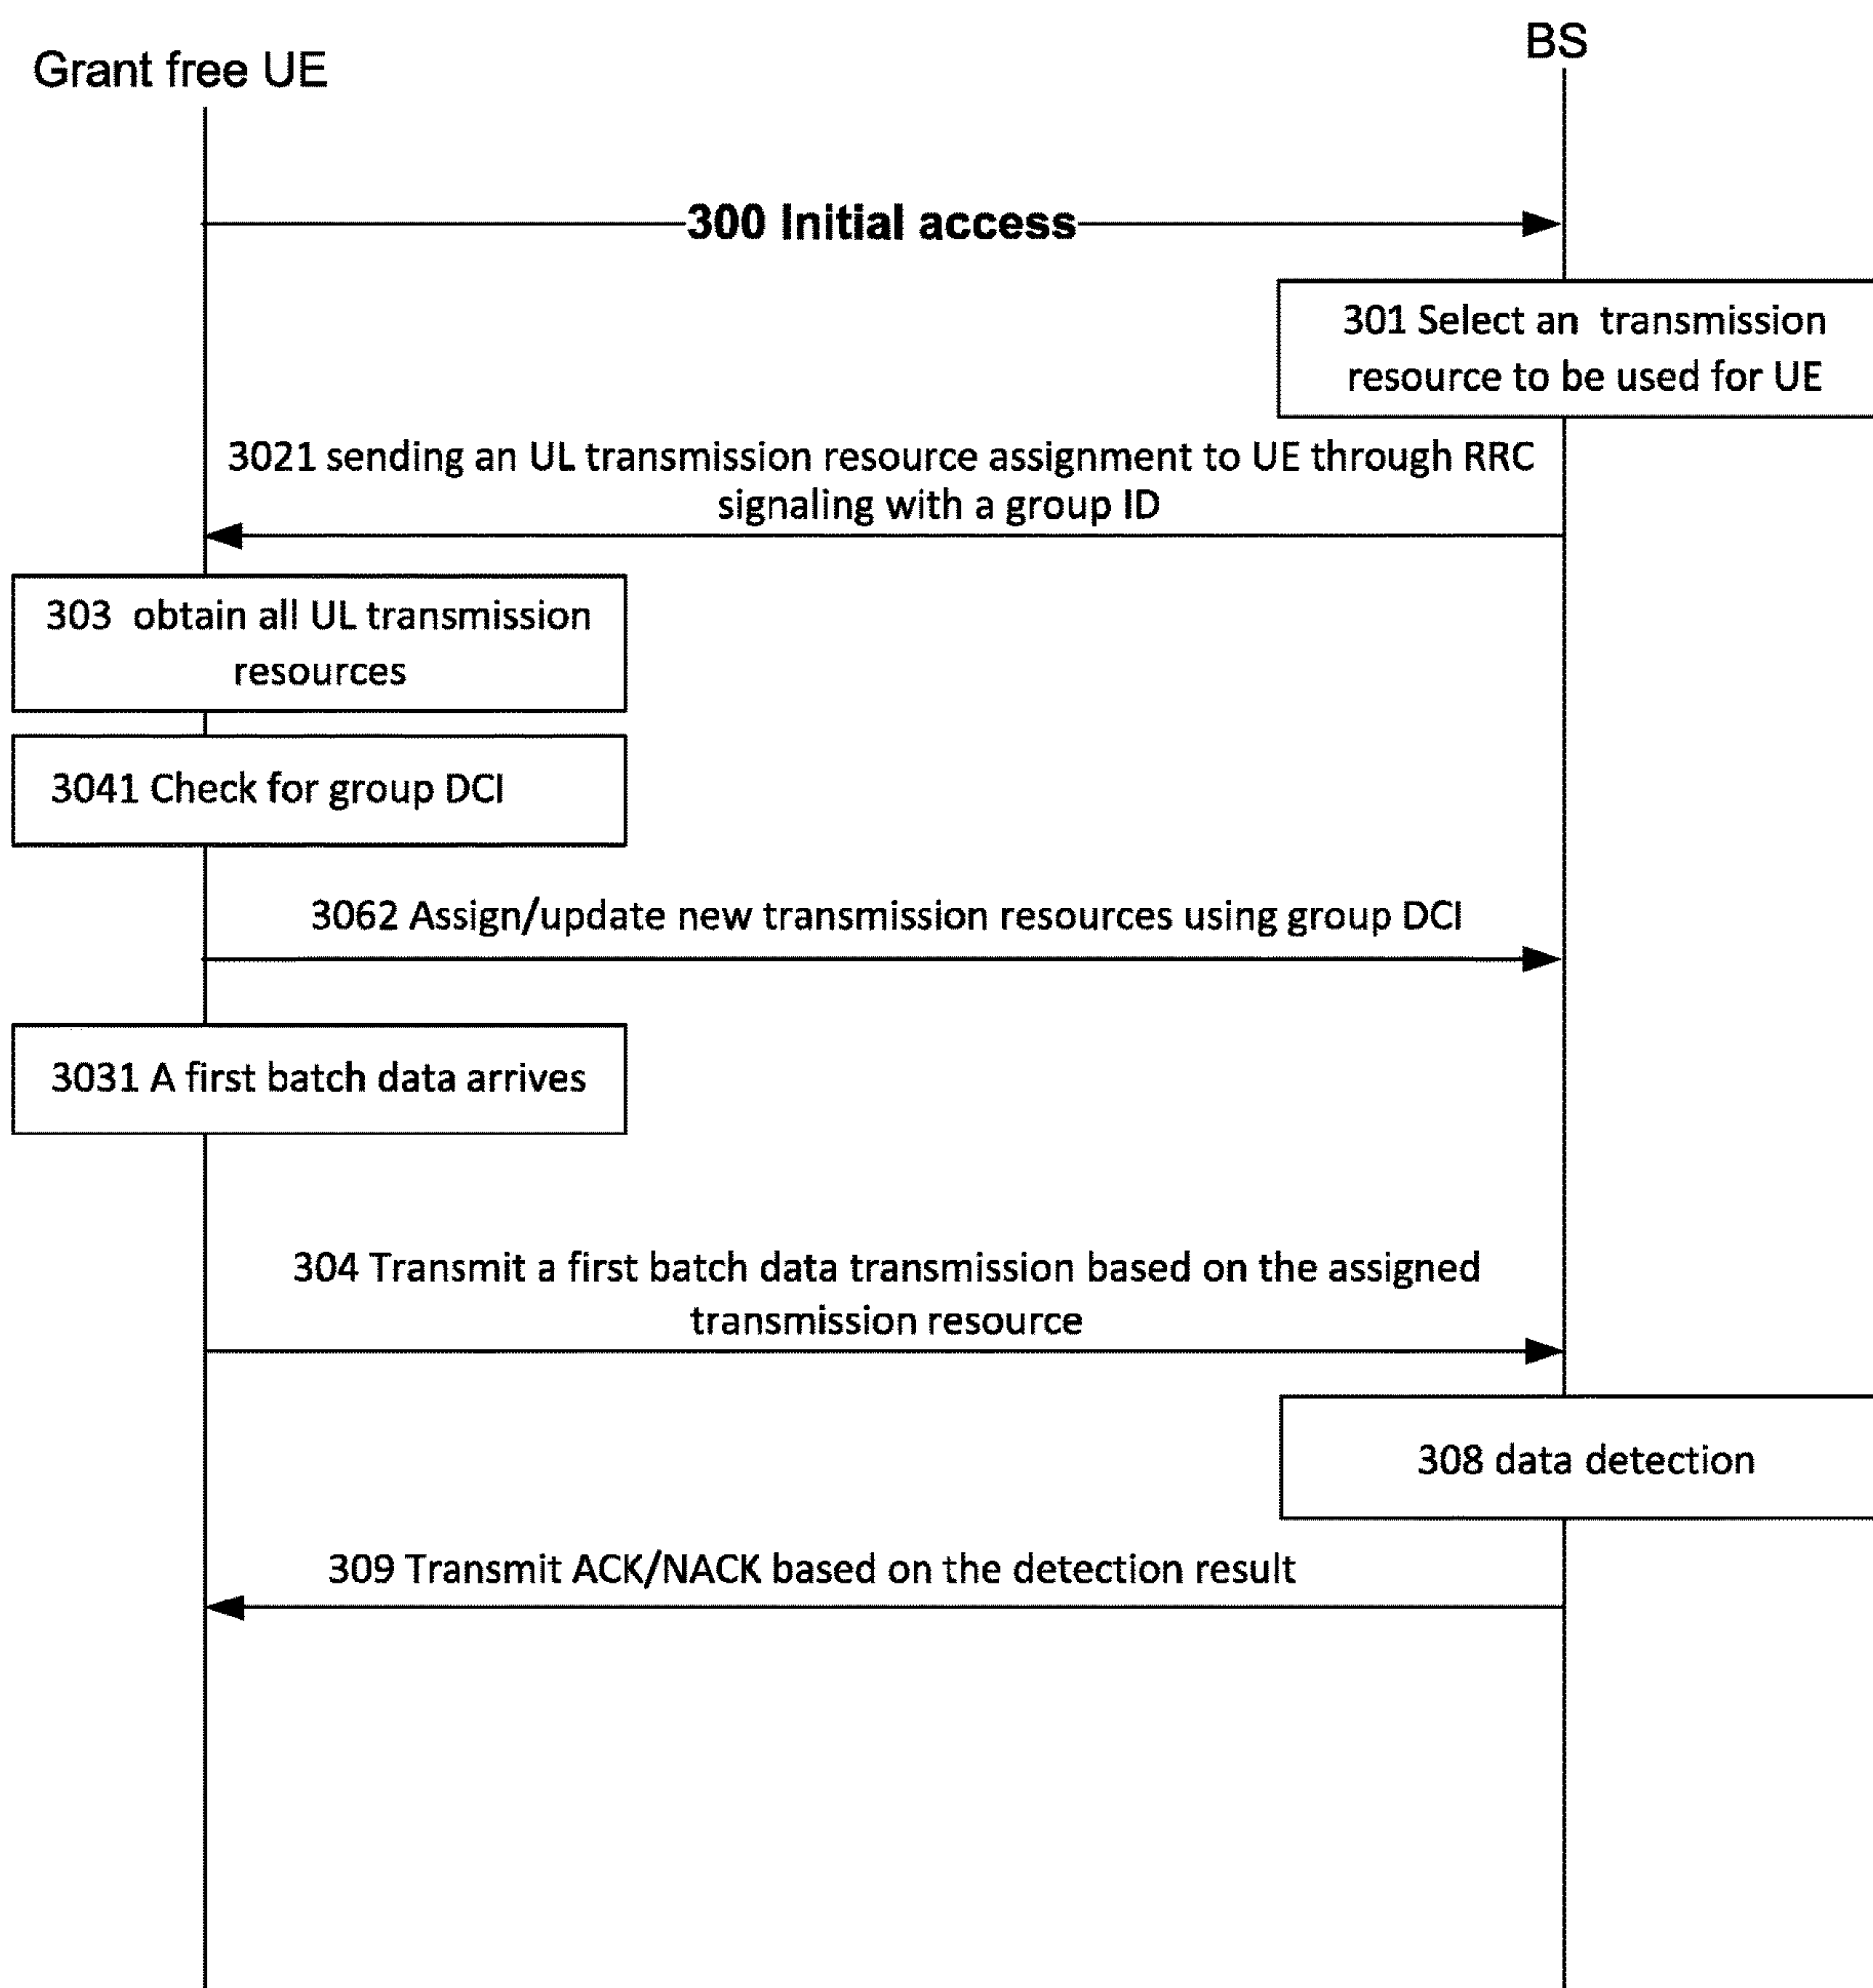 Grant free UE
BS
300 Initial access
301 Select an transmission
resource to be used for UE
3021 sending an UL transmission resource assignment to UE through RRC
signaling with a group ID
303 obtain all UL transmission
resources
3041 Check for group DCI
3062 Assign/update new transmission resources using group DCI
3031 A first batch data arrives
304 Transmit a first batch data transmission based on the assigned
transmission resource
308 data detection
309 Transmit ACK/NACK based on the detection result